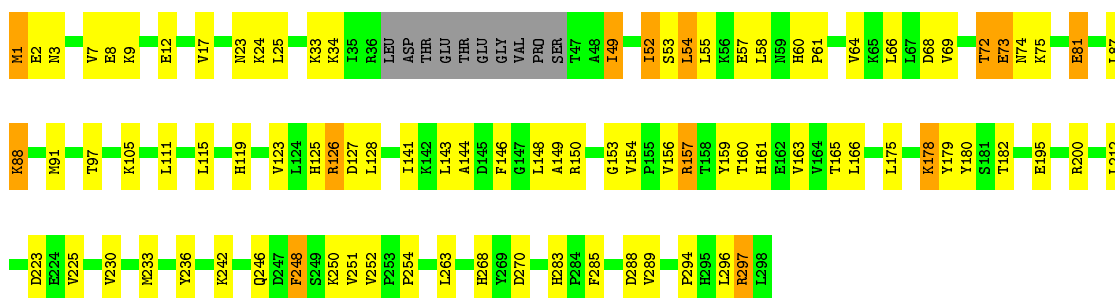 M1 E2 N3 V7 E8 K9 E12 V17 N23 K24 L25 K33 K34 I35 R36 LEU ASP THR GLU THR GLU GLY VAL PRO SER T47 A48 I49 I52 S53 L54 L55 K56 E57 L58 N59 H60 P61 V64 K65 L66 L67 D68 V69 T72 E73 N74 K75 E81 L87
K88 M91 T97 K105 L111 L115 H119 V123 L124 H125 R126 D127 L128 I141 K142 L143 A144 D145 F146 G147 L148 A149 R150 G153 V154 P155 V156 R157 T158 Y159 T160 H161 E162 V163 V164 T165 L166 L175 K178 Y179 Y180 S181 T182 E195 R200 L212
D223 E224 V225 V230 M233 Y236 K242 Q246 D247 F248 S249 K250 V251 V252 P253 P254 L263 H268 Y269 D270 H283 P284 F285 D288 V289 P294 H295 L296 R297 L298